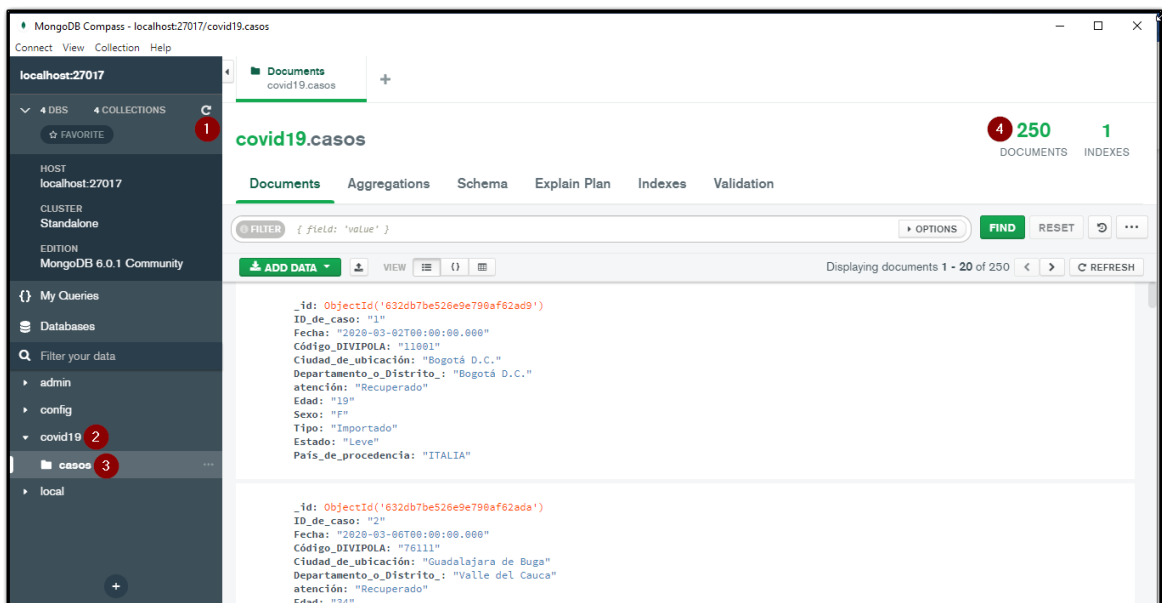 MongoDB Compass - localhost:27017/covid19.casos
Connect View Collection Help
localhost:27017
4 DBS 4 COLLECTIONS
1
FAVORITE
HOST
localhost:27017
CLUSTER
Standalone
EDITION
MongoDB 6.0.1 Community
{} My Queries
Databases
Filter your data
admin
config
covid19 2
casos 3
local
+
Documents
covid19.casos
+
covid19.casos
4 250
DOCUMENTS
1
INDEXES
Documents Aggregations Schema Explain Plan Indexes Validation
FILTER { field: 'value' } OPTIONS FIND RESET ...
ADD DATA VIEW {} Displaying documents 1 - 20 of 250 < > REFRESH
_id: ObjectId('632db7be526e9e790af62ad9')
ID_de_caso: "1"
Fecha: "2020-03-02T00:00:00.000"
Código_DIVIPOLA: "11001"
Ciudad_de_ubicación: "Bogotá D.C."
Departamento_o_Distrito_: "Bogotá D.C."
atención: "Recuperado"
Edad: "19"
Sexo: "F"
Tipo: "Importado"
Estado: "Leve"
País_de_procedencia: "ITALIA"
_id: ObjectId('632db7be526e9e790af62ada')
ID_de_caso: "2"
Fecha: "2020-03-06T00:00:00.000"
Código_DIVIPOLA: "76111"
Ciudad_de_ubicación: "Guadalajara de Buga"
Departamento_o_Distrito_: "Valle del Cauca"
atención: "Recuperado"
Edad: "34"